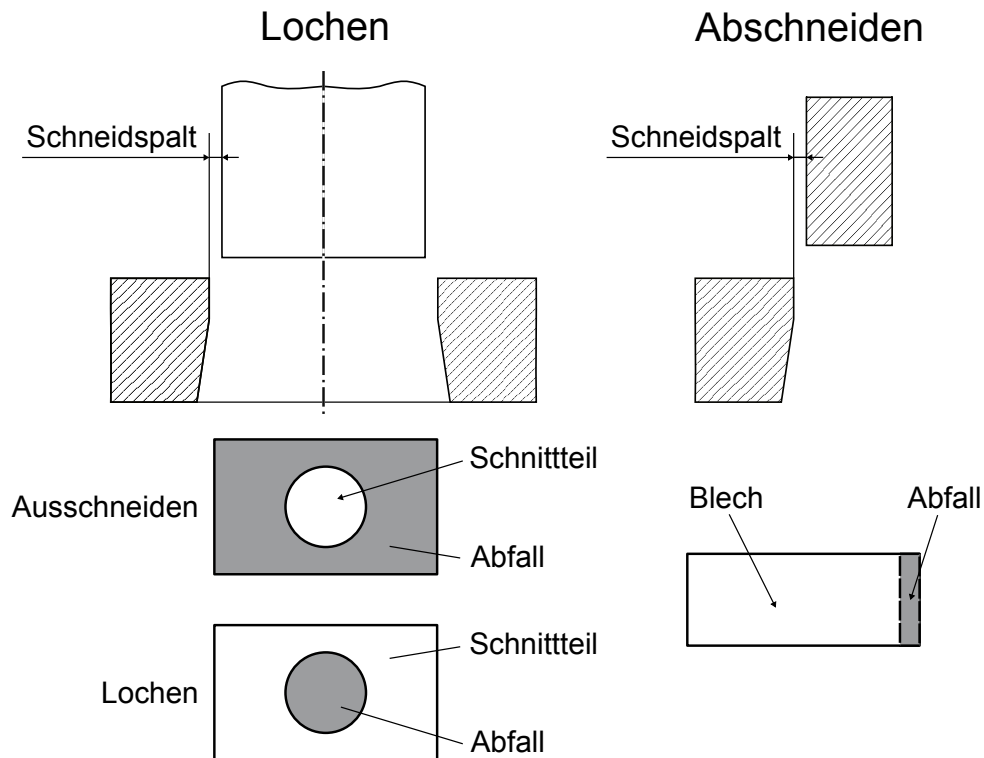 Lochen
Abschneiden
Schneidspalt
Schneidspalt
Ausschneiden
Schnittteil
Abfall
Blech
Abfall
Lochen
Schnittteil
Abfall